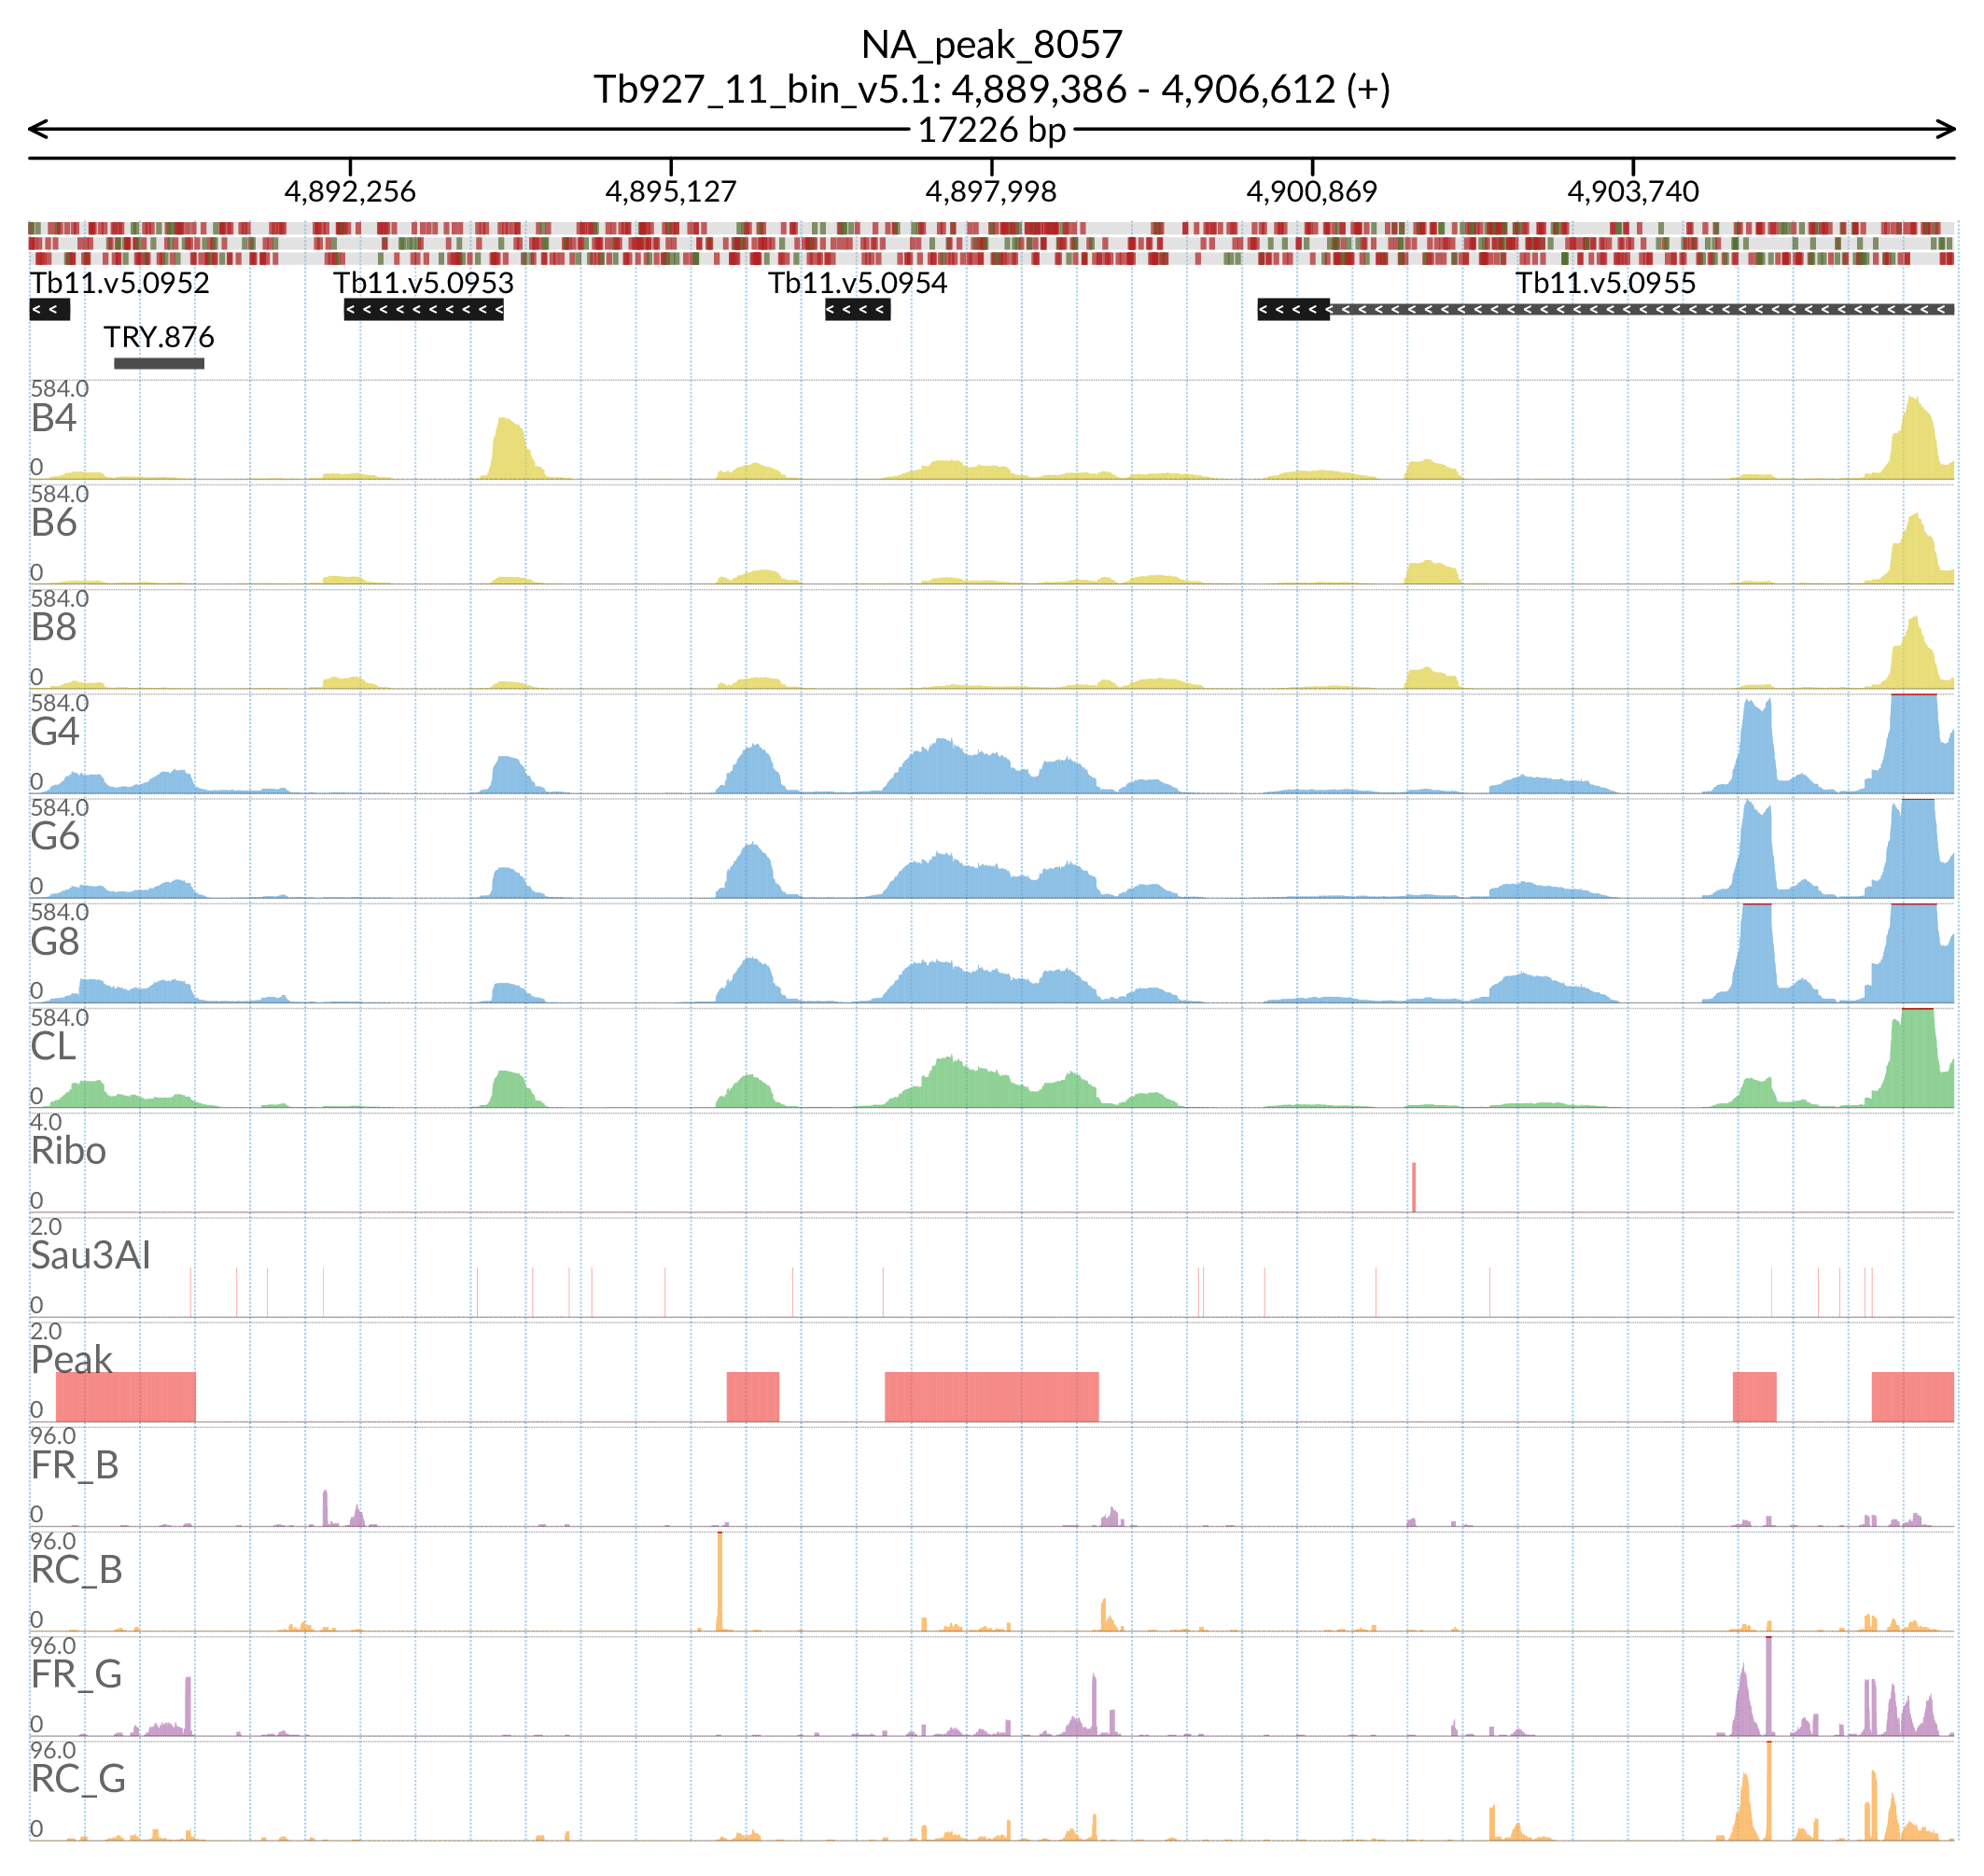 NA_peak_8057
Tb927_11_bin_v5.1: 4,889,386 - 4,906,612 (+)
17226 bp
4,892,256 4,895,127 4,897,998 4,900,869 4,903,740
Tb11.v5.0952 Tb11.v5.0953 Tb11.v5.0954 Tb11.v5.0955
TRY.876
584.0
B4
0
584.0
B6
0
584.0
B8
0
584.0
G4
0
584.0
G6
0
584.0
G8
0
584.0
CL
0
4.0
Ribo
0
2.0
Sau3AI
0
2.0
Peak
0
96.0
FR_B
0
96.0
RC_B
0
96.0
FR_G
0
96.0
RC_G
0